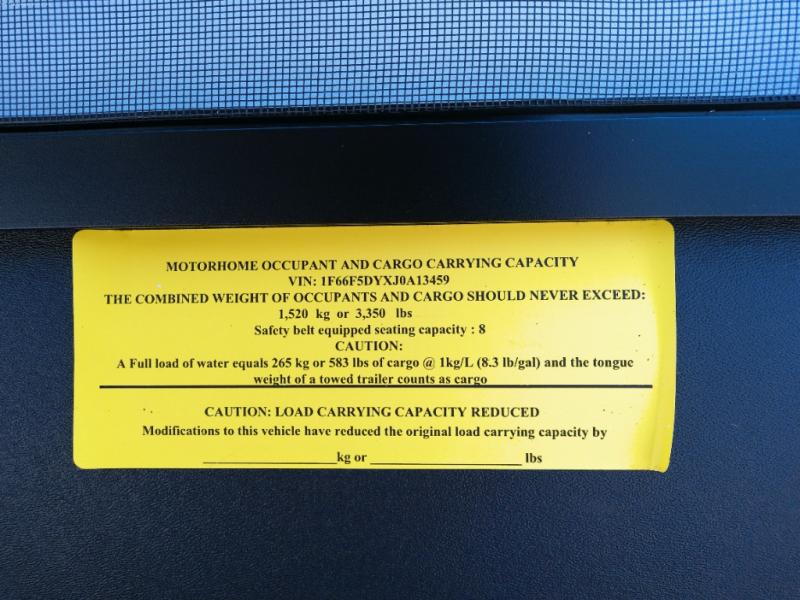 MOTORHOME OCCUPANT AND CARGO CARRYING CAPACITY
VIN: 1F66F5DYXJ0A13459
THE COMBINED WEIGHT OF OCCUPANTS AND CARGO SHOULD NEVER EXCEED:
1,520 kg or 3,350 lbs
Safety belt equipped seating capacity : 8
CAUTION:
A Full load of water equals 265 kg or 583 lbs of cargo @ 1kg/L (8.3 lb/gal) and the tongue
weight of a towed trailer counts as cargo
CAUTION: LOAD CARRYING CAPACITY REDUCED
Modifications to this vehicle have reduced the original load carrying capacity by
____________________kg or ______________________ lbs